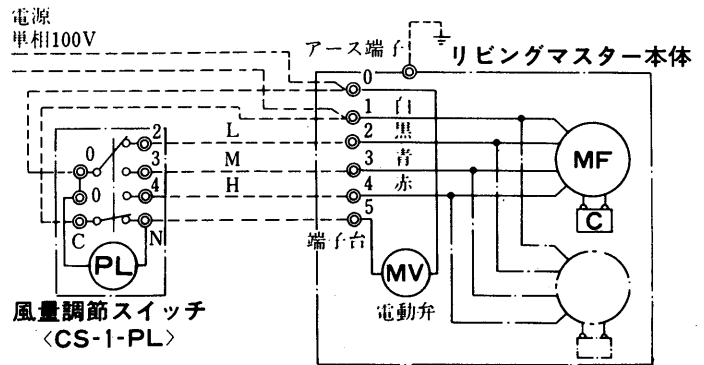 電源
単相100V
アース端子
リビングマスター本体
0
1 白
2 黒
3 青
4 赤
5
端子台
L
M
H
0
0
C
2
3
4
N
PL
MF
C
MV
電動弁
風量調節スイッチ
〈CS-1-PL〉